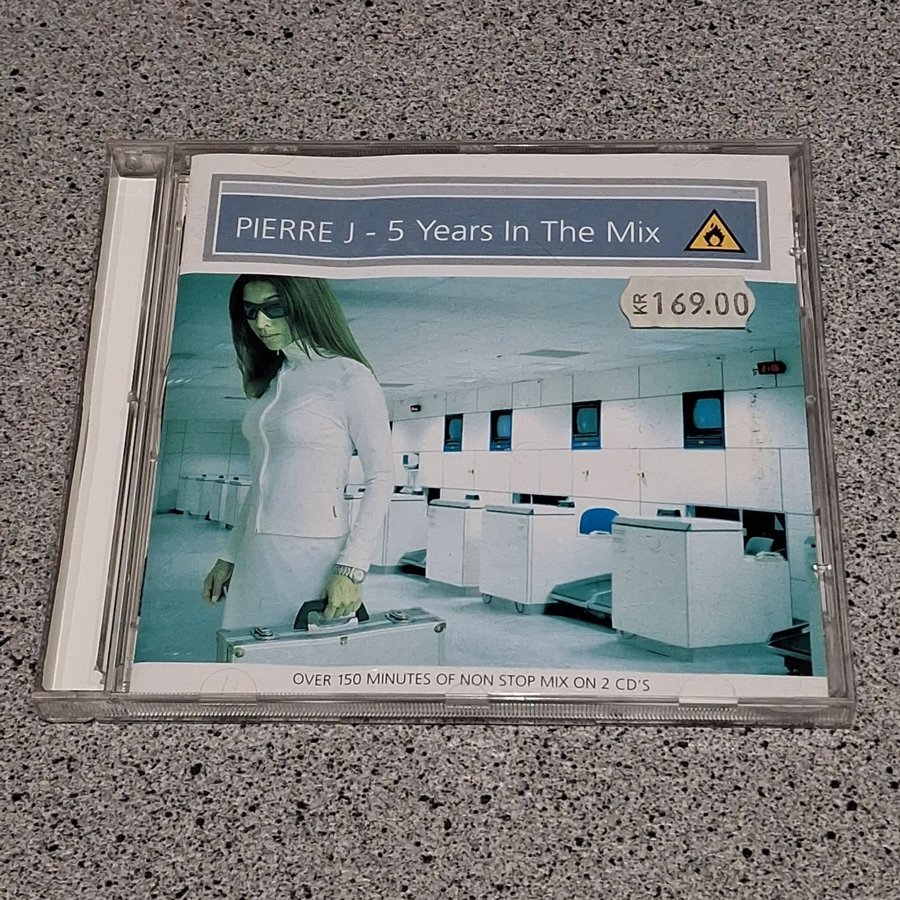 PIERRE J - 5 Years In The Mix
KR 169.00
OVER 150 MINUTES OF NON STOP MIX ON 2 CD'S